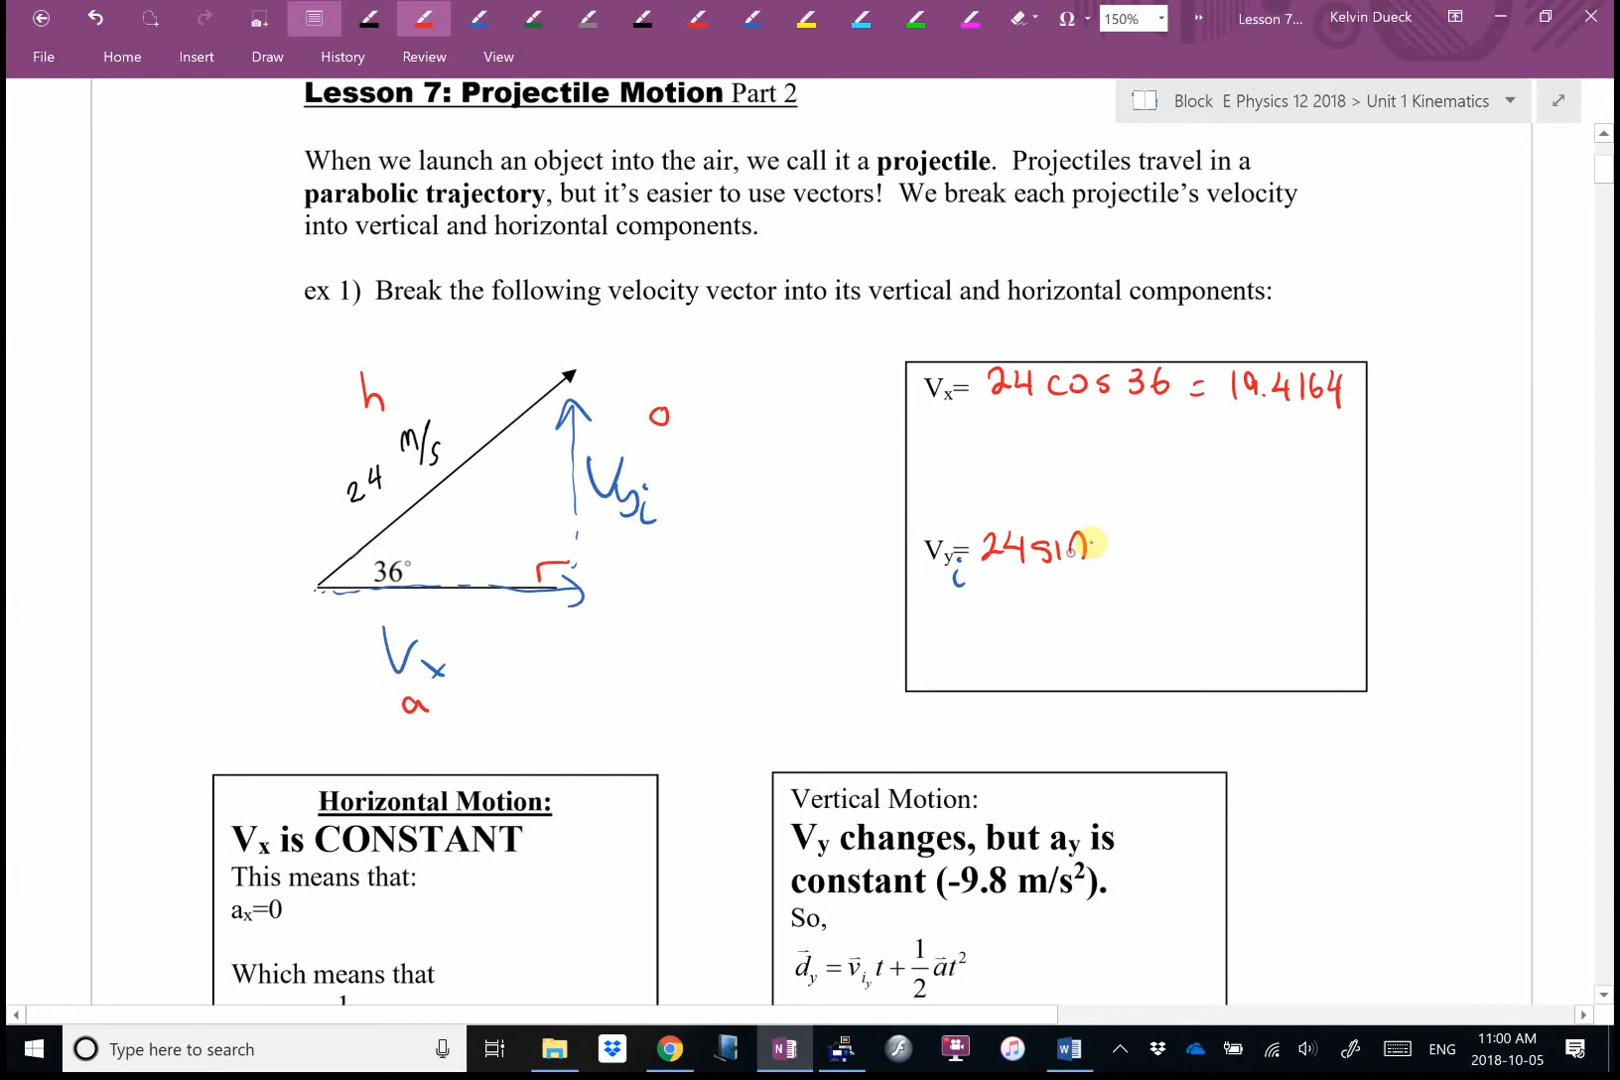 150%
Lesson 7...
Kelvin Dueck
File Home Insert Draw History Review View
Lesson 7: Projectile Motion Part 2
Block E Physics 12 2018 > Unit 1 Kinematics
When we launch an object into the air, we call it a projectile. Projectiles travel in a
parabolic trajectory, but it’s easier to use vectors! We break each projectile’s velocity
into vertical and horizontal components.
ex 1) Break the following velocity vector into its vertical and horizontal components:
h
24 m/s
o
Vyi
36°
Vx
a
Vx= 24 cos 36 = 19.4164
Vyi= 24 sin
Horizontal Motion:
Vx is CONSTANT
This means that:
ax=0
Which means that
1
Vertical Motion:
Vy changes, but ay is
constant (-9.8 m/s²).
So,
d⃗y = v⃗iy t + 1/2 a⃗t²
Type here to search
ENG
11:00 AM
2018-10-05